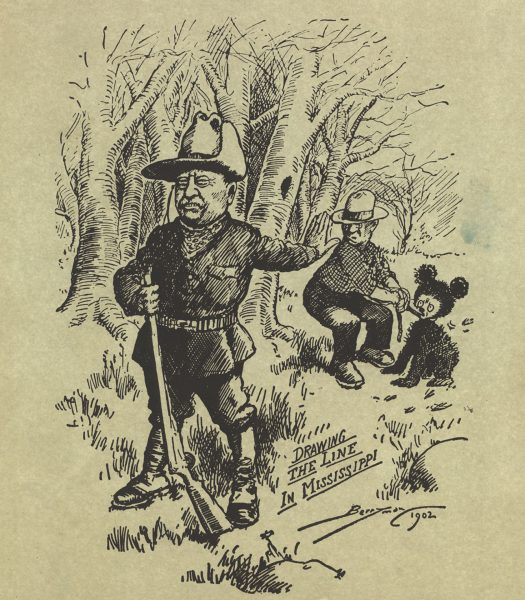 DRAWING
THE LINE
IN MISSISSIPPI
Berryman
1902